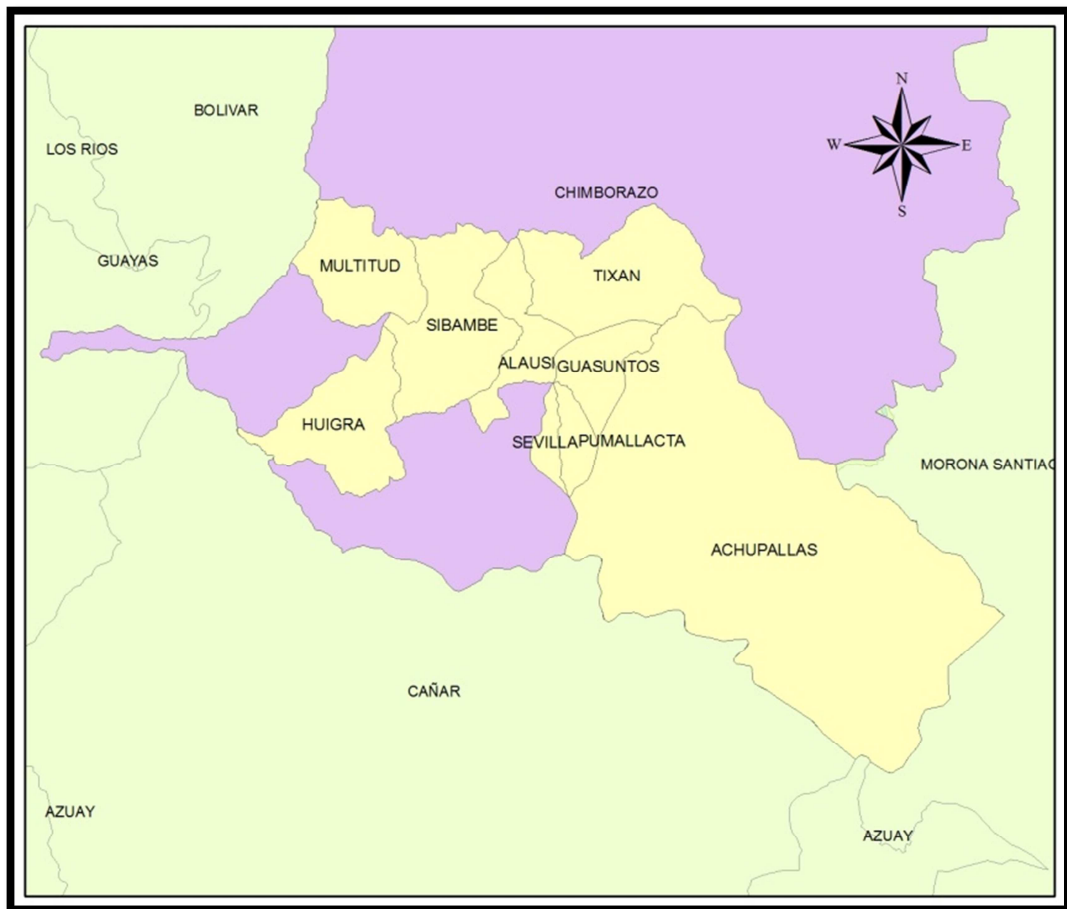 N
BOLIVAR
W
E
LOS RIOS
CHIMBORAZO
S
GUAYAS
MULTITUD
TIXAN
SIBAMBE
ALAUSI
GUASUNTOS
HUIGRA
SEVILLA
PUMALLACTA
MORONA SANTIAG
ACHUPALLAS
CAÑAR
AZUAY
AZUAY